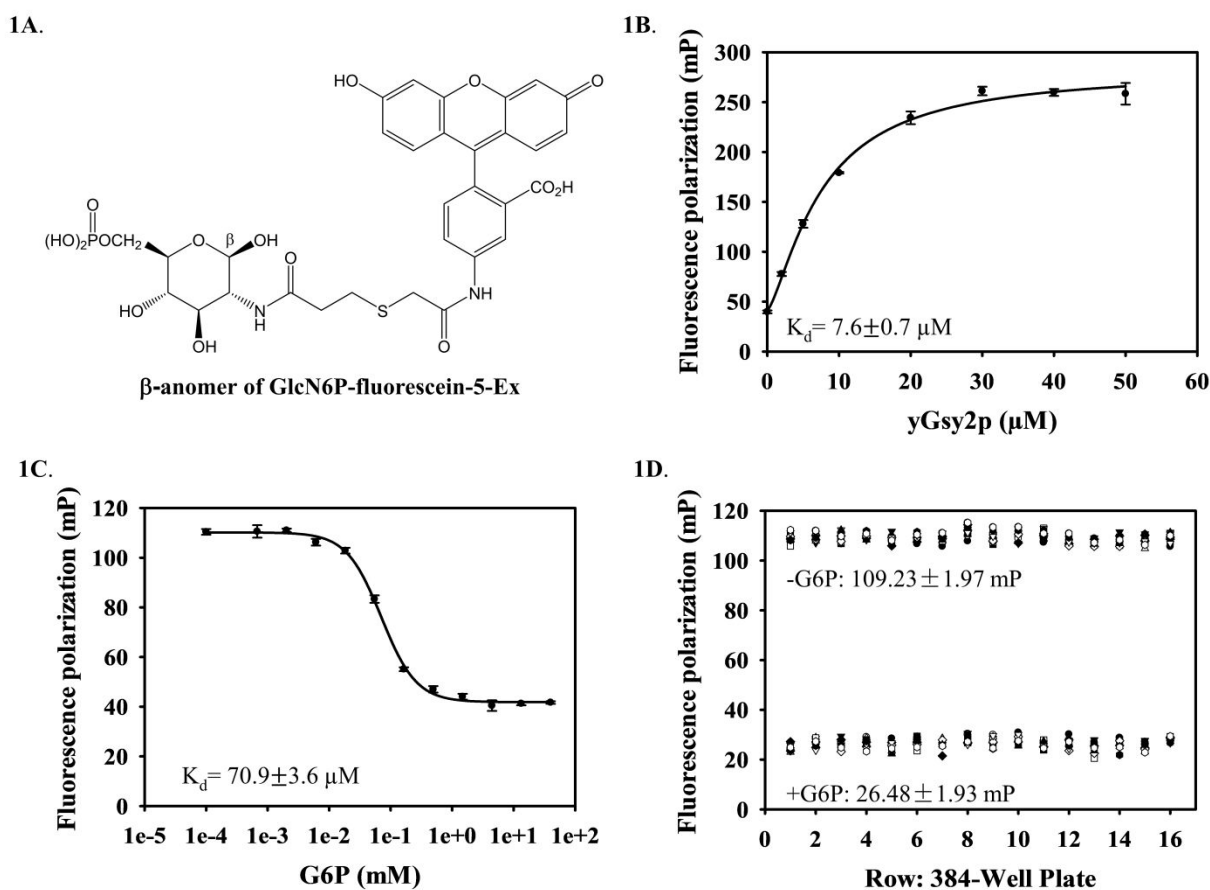 1A.
HO
O
O
CO₂H
O
(HO)₂POCH₂
O
β
OH
HO
OH
N
H
O
S
O
NH
β-anomer of GlcN6P-fluorescein-5-Ex
1B.
Fluorescence polarization (mP)
300
250
200
150
100
50
0
K_d= 7.6±0.7 µM
0 10 20 30 40 50 60
yGsy2p (µM)
1C.
Fluorescence polarization (mP)
120
100
80
60
40
20
0
K_d= 70.9±3.6 µM
1e-5 1e-4 1e-3 1e-2 1e-1 1e+0 1e+1 1e+2
G6P (mM)
1D.
Fluorescence polarization (mP)
120
100
80
60
40
20
0
-G6P: 109.23±1.97 mP
+G6P: 26.48±1.93 mP
0 2 4 6 8 10 12 14 16
Row: 384-Well Plate